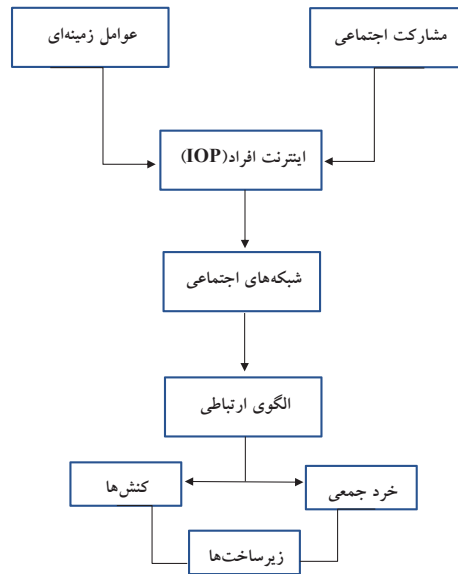 مشارکت اجتماعی
عوامل زمینه‌ای
اینترنت افراد(IOP)
شبکه‌های اجتماعی
الگوی ارتباطی
خرد جمعی
کنش‌ها
زیرساخت‌ها